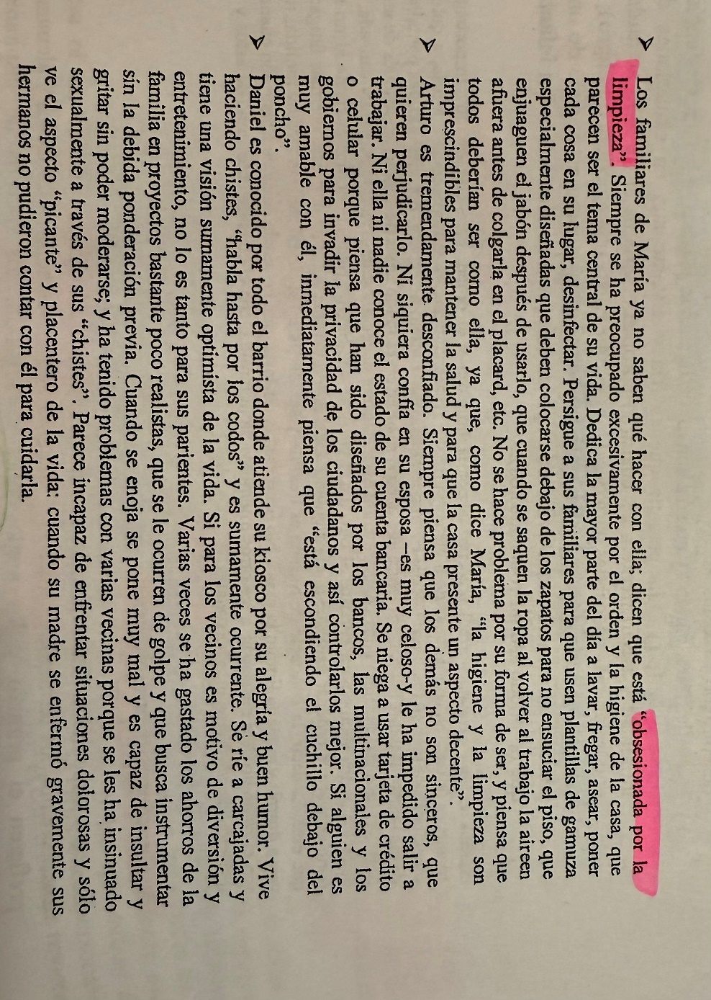 ➢ Los familiares de María ya no saben qué hacer con ella; dicen que está “obsesionada por la
limpieza”. Siempre se ha preocupado excesivamente por el orden y la higiene de la casa, que
parecen ser el tema central de su vida. Dedica la mayor parte del día a lavar, fregar, asear, poner
cada cosa en su lugar, desinfectar. Persigue a sus familiares para que usen plantillas de gamuza
especialmente diseñadas que deben colocarse debajo de los zapatos para no ensuciar el piso, que
enjuaguen el jabón después de usarlo, que cuando se saquen la ropa al volver al trabajo la aireen
afuera antes de colgarla en el placard, etc. No se hace problema por su forma de ser, y piensa que
todos deberían ser como ella, ya que, como dice María, “la higiene y la limpieza son
imprescindibles para mantener la salud y para que la casa presente un aspecto decente”.
➢ Arturo es tremendamente desconfiado. Siempre piensa que los demás no son sinceros, que
quieren perjudicarlo. Ni siquiera confía en su esposa –es muy celoso-y le ha impedido salir a
trabajar. Ni ella ni nadie conoce el estado de su cuenta bancaria. Se niega a usar tarjeta de crédito
o celular porque piensa que han sido diseñados por los bancos, las multinacionales y los
gobiernos para invadir la privacidad de los ciudadanos y así controlarlos mejor. Si alguien es
muy amable con él, inmediatamente piensa que “está escondiendo el cuchillo debajo del
poncho”.
➢ Daniel es conocido por todo el barrio donde atiende su kiosco por su alegría y buen humor. Vive
haciendo chistes, “habla hasta por los codos” y es sumamente ocurrente. Se ríe a carcajadas y
tiene una visión sumamente optimista de la vida. Si para los vecinos es motivo de diversión y
entretenimiento, no lo es tanto para sus parientes. Varias veces se ha gastado los ahorros de la
familia en proyectos bastante poco realistas, que se le ocurren de golpe y que busca instrumentar
sin la debida ponderación previa. Cuando se enoja se pone muy mal y es capaz de insultar y
gritar sin poder moderarse; y ha tenido problemas con varias vecinas porque se les ha insinuado
sexualmente a través de sus “chistes”. Parece incapaz de enfrentar situaciones dolorosas y sólo
ve el aspecto “picante” y placentero de la vida: cuando su madre se enfermó gravemente sus
hermanos no pudieron contar con él para cuidarla.